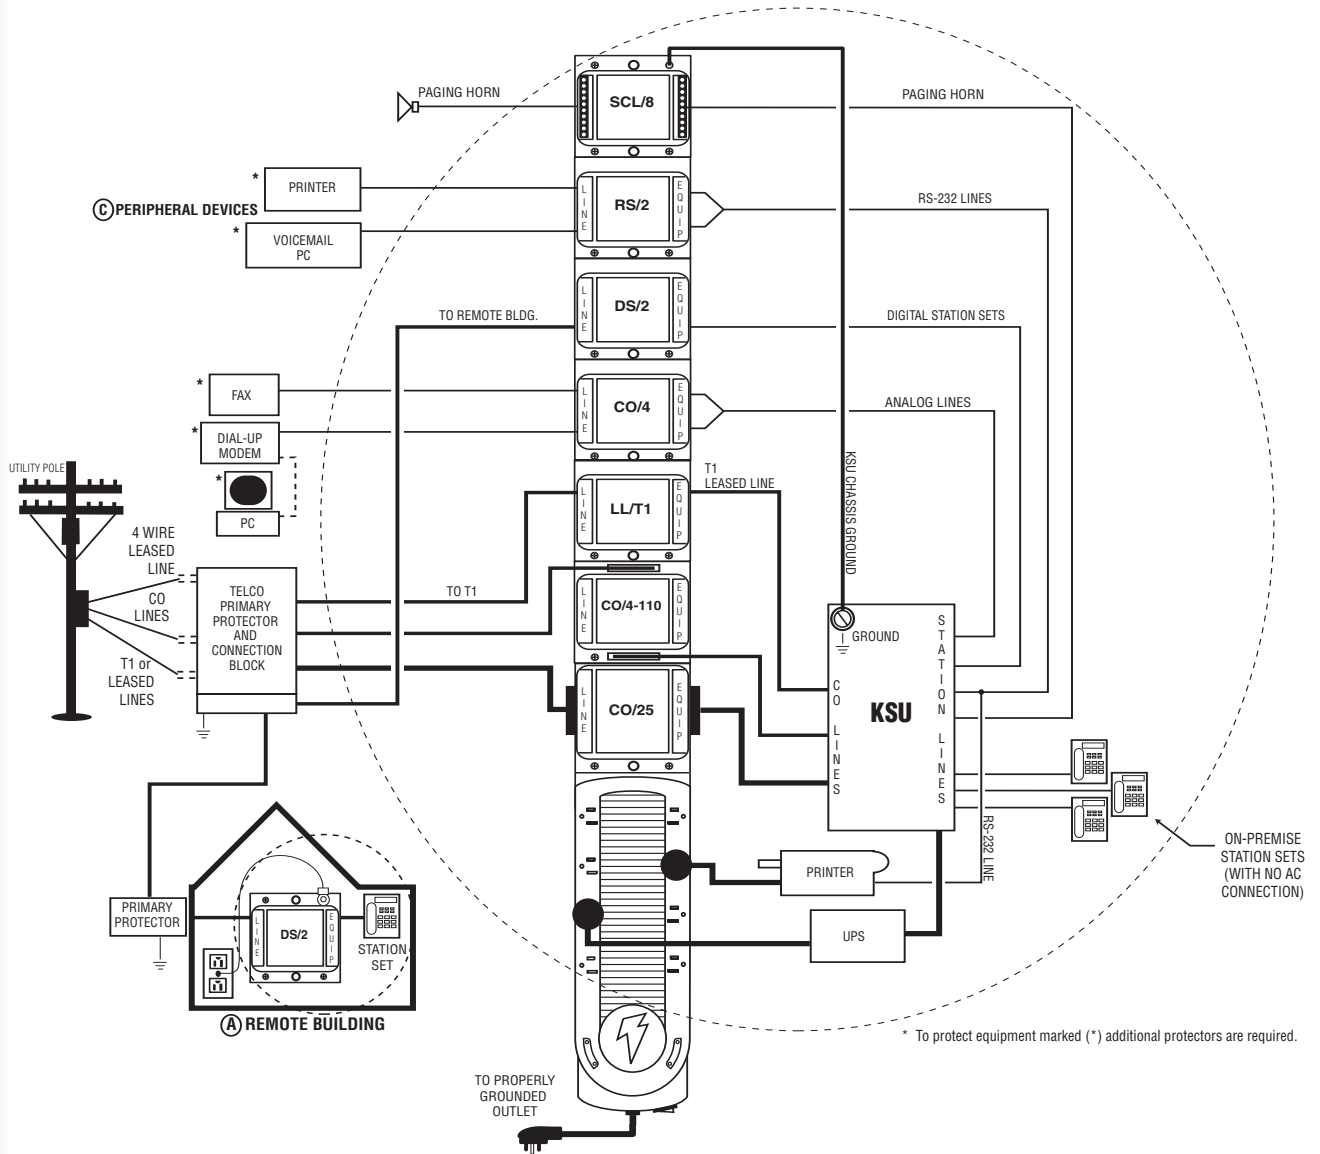 SCL/8
PAGING HORN
PAGING HORN
*
PRINTER
C PERIPHERAL DEVICES
*
VOICEMAIL
PC
LINE
RS/2
EQUIP
RS-232 LINES
LINE
DS/2
EQUIP
TO REMOTE BLDG.
DIGITAL STATION SETS
*
FAX
*
DIAL-UP
MODEM
*
PC
LINE
CO/4
EQUIP
ANALOG LINES
UTILITY POLE
T1
LEASED LINE
KSU CHASSIS GROUND
LINE
LL/T1
EQUIP
4 WIRE
LEASED
LINE
CO
LINES
T1 or
LEASED
LINES
TELCO
PRIMARY
PROTECTOR
AND
CONNECTION
BLOCK
TO T1
LINE
CO/4-110
EQUIP
LINE
CO/25
EQUIP
GROUND
CO LINES
KSU
STATION LINES
RS-232 LINE
ON-PREMISE
STATION SETS
(WITH NO AC
CONNECTION)
PRINTER
UPS
PRIMARY
PROTECTOR
LINE
DS/2
EQUIP
STATION
SET
A REMOTE BUILDING
* To protect equipment marked (*) additional protectors are required.
TO PROPERLY
GROUNDED
OUTLET